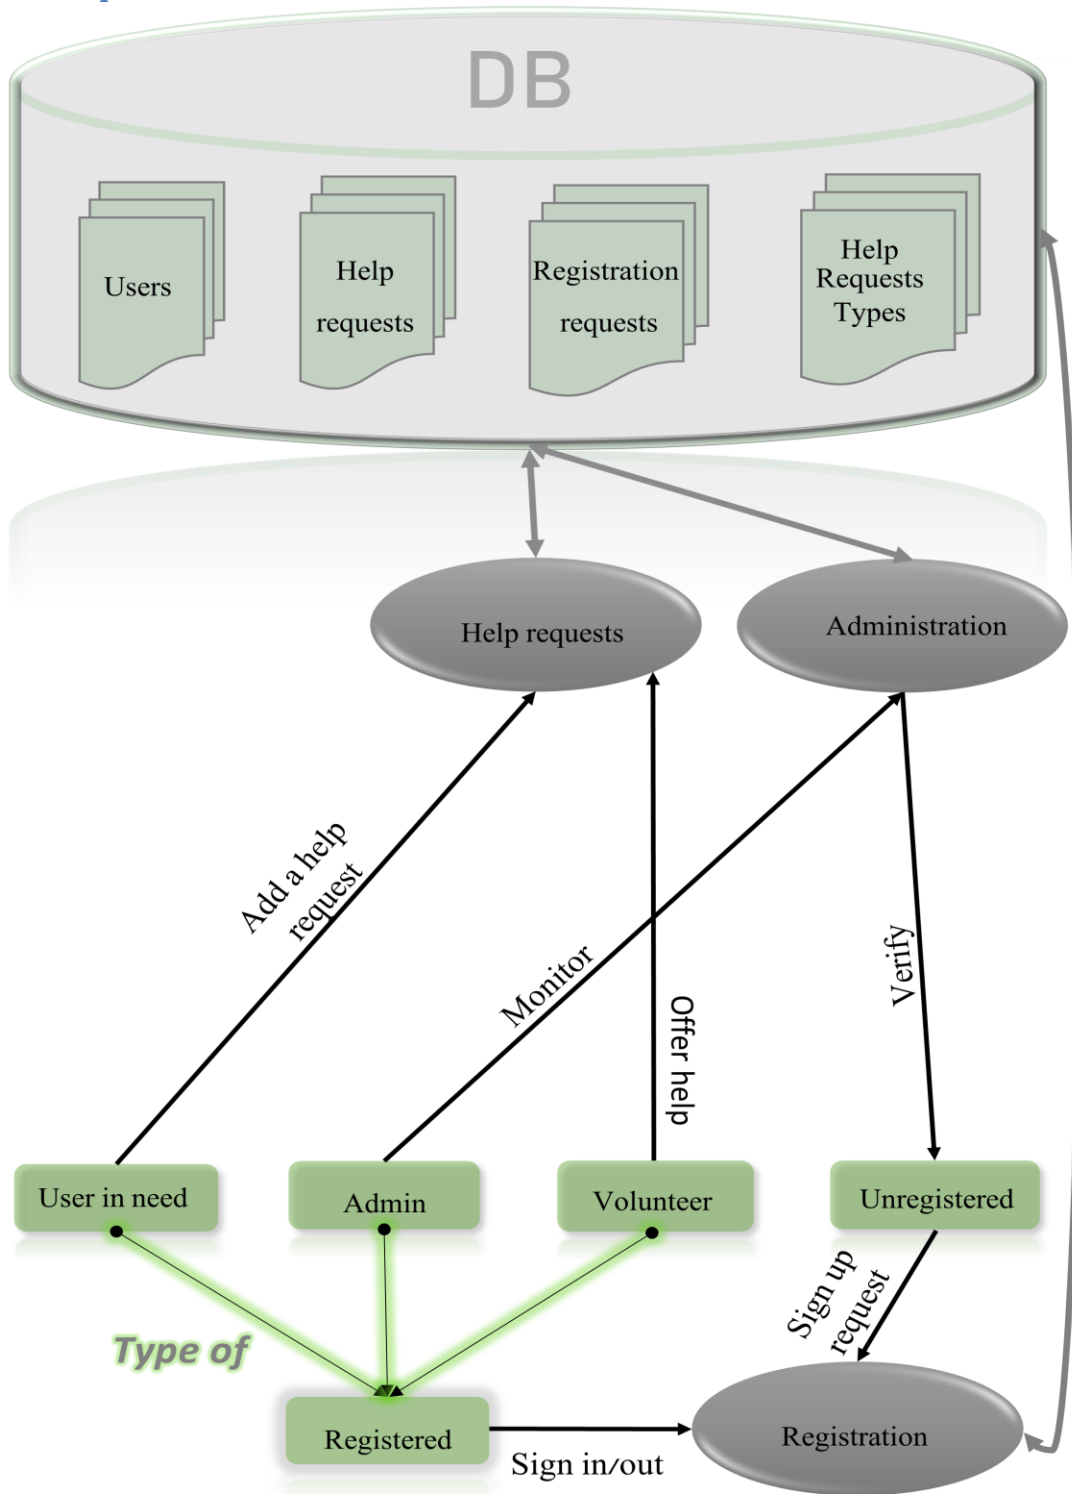 DB
Users
Help
requests
Registration
requests
Help
Requests
Types
Help requests
Administration
Add a help
request
Monitor
Offer help
Verify
User in need
Admin
Volunteer
Unregistered
Sign up
request
Type of
Registered
Sign in/out
Registration